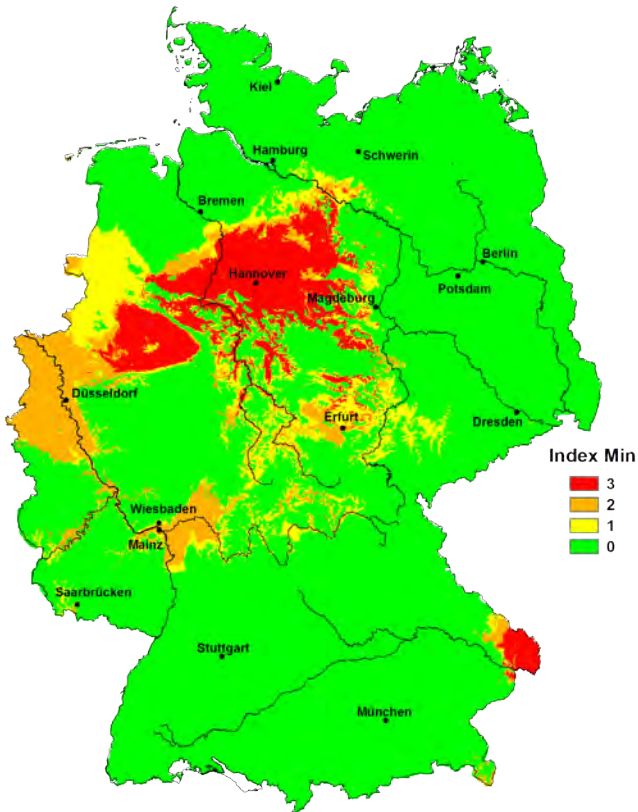 Kiel
Hamburg
Schwerin
Bremen
Berlin
Hannover
Potsdam
Magdeburg
Düsseldorf
Erfurt
Dresden
Index Min
3
2
1
0
Wiesbaden
Mainz
Saarbrücken
Stuttgart
München